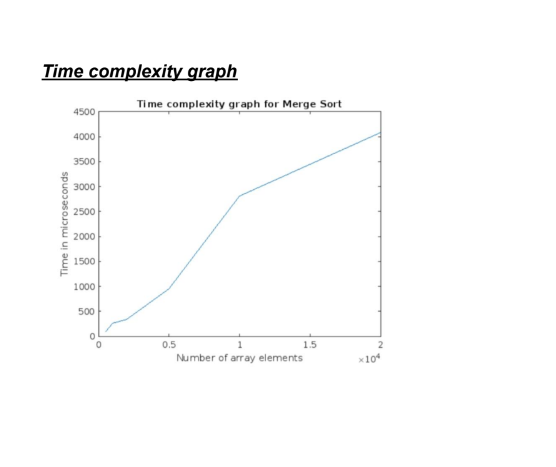 Time complexity graph
Time complexity graph for Merge Sort
4500
4000
3500
3000
2500
2000
1500
1000
500
0
Time in microseconds
0 0.5 1 1.5 2
Number of array elements ×10⁴